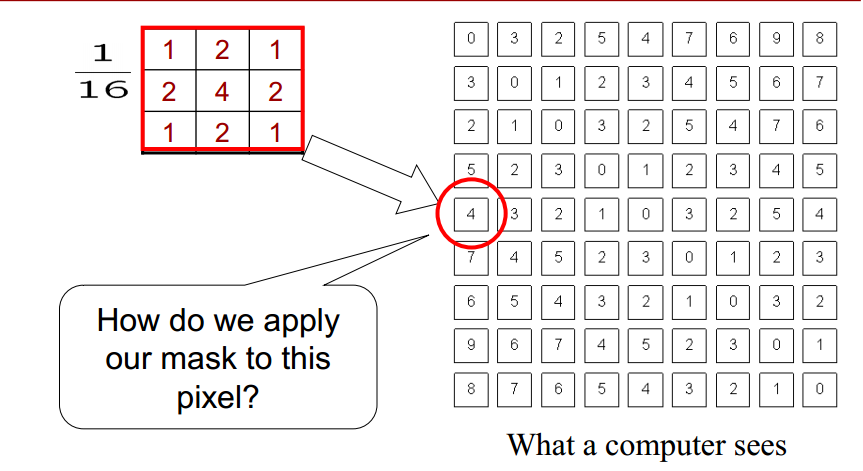 1
16
1 2 1
2 4 2
1 2 1
0 3 2 5 4 7 6 9 8
3 0 1 2 3 4 5 6 7
2 1 0 3 2 5 4 7 6
5 2 3 0 1 2 3 4 5
4 3 2 1 0 3 2 5 4
7 4 5 2 3 0 1 2 3
6 5 4 3 2 1 0 3 2
9 6 7 4 5 2 3 0 1
8 7 6 5 4 3 2 1 0
How do we apply
our mask to this
pixel?
What a computer sees